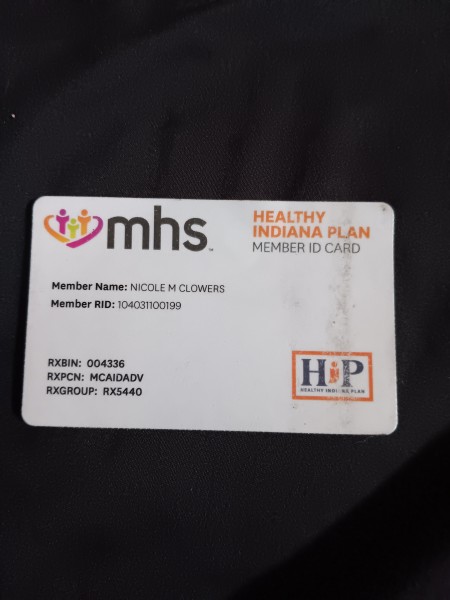 mhs™
HEALTHY
INDIANA PLAN
MEMBER ID CARD
Member Name: NICOLE M CLOWERS
Member RID: 104031100199
RXBIN: 004336
RXPCN: MCAIDADV
RXGROUP: RX5440
HiP
HEALTHY INDIANA PLAN